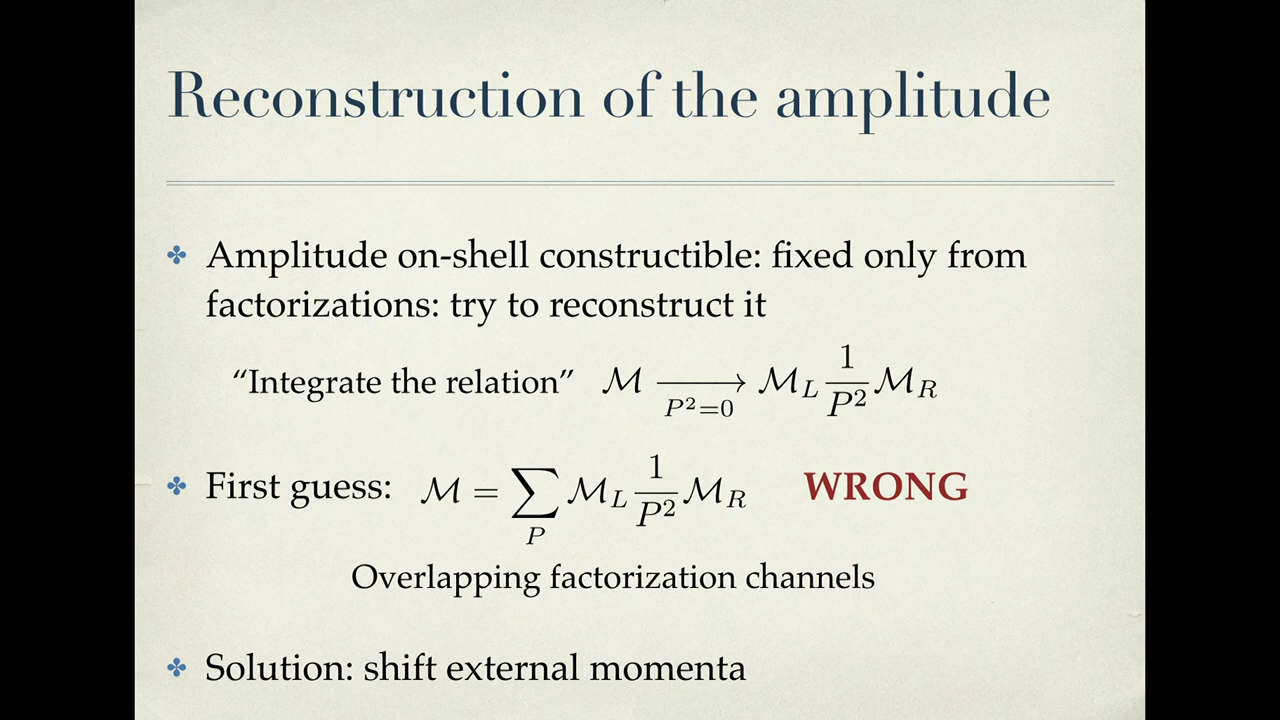 Reconstruction of the amplitude
✤ Amplitude on-shell constructible: fixed only from
factorizations: try to reconstruct it
“Integrate the relation” $\mathcal{M} \xrightarrow[P^2=0]{} \mathcal{M}_L \frac{1}{P^2} \mathcal{M}_R$
✤ First guess: $\mathcal{M} = \sum_P \mathcal{M}_L \frac{1}{P^2} \mathcal{M}_R$ WRONG
Overlapping factorization channels
✤ Solution: shift external momenta